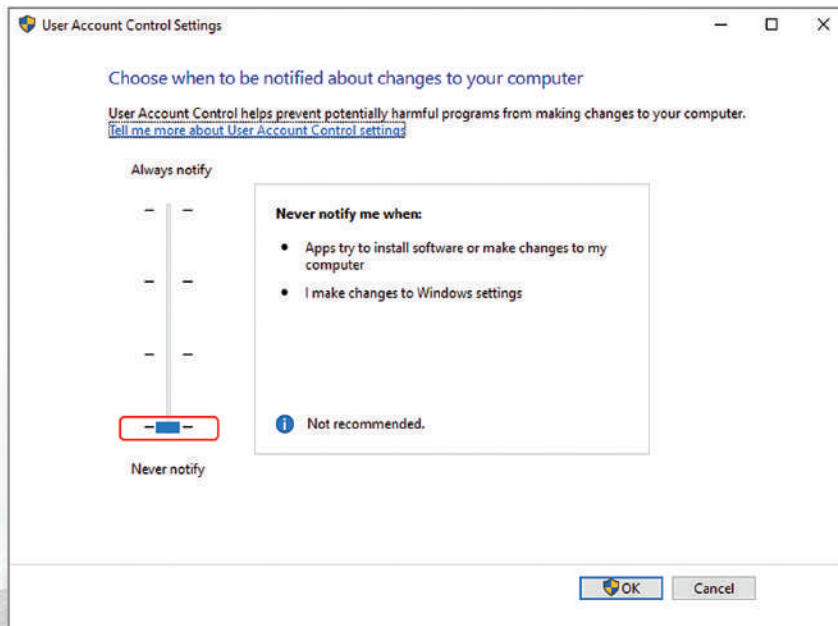 User Account Control Settings
Choose when to be notified about changes to your computer
User Account Control helps prevent potentially harmful programs from making changes to your computer.
Tell me more about User Account Control settings
Always notify
Never notify me when:
• Apps try to install software or make changes to my
computer
• I make changes to Windows settings
Not recommended.
Never notify
OK
Cancel